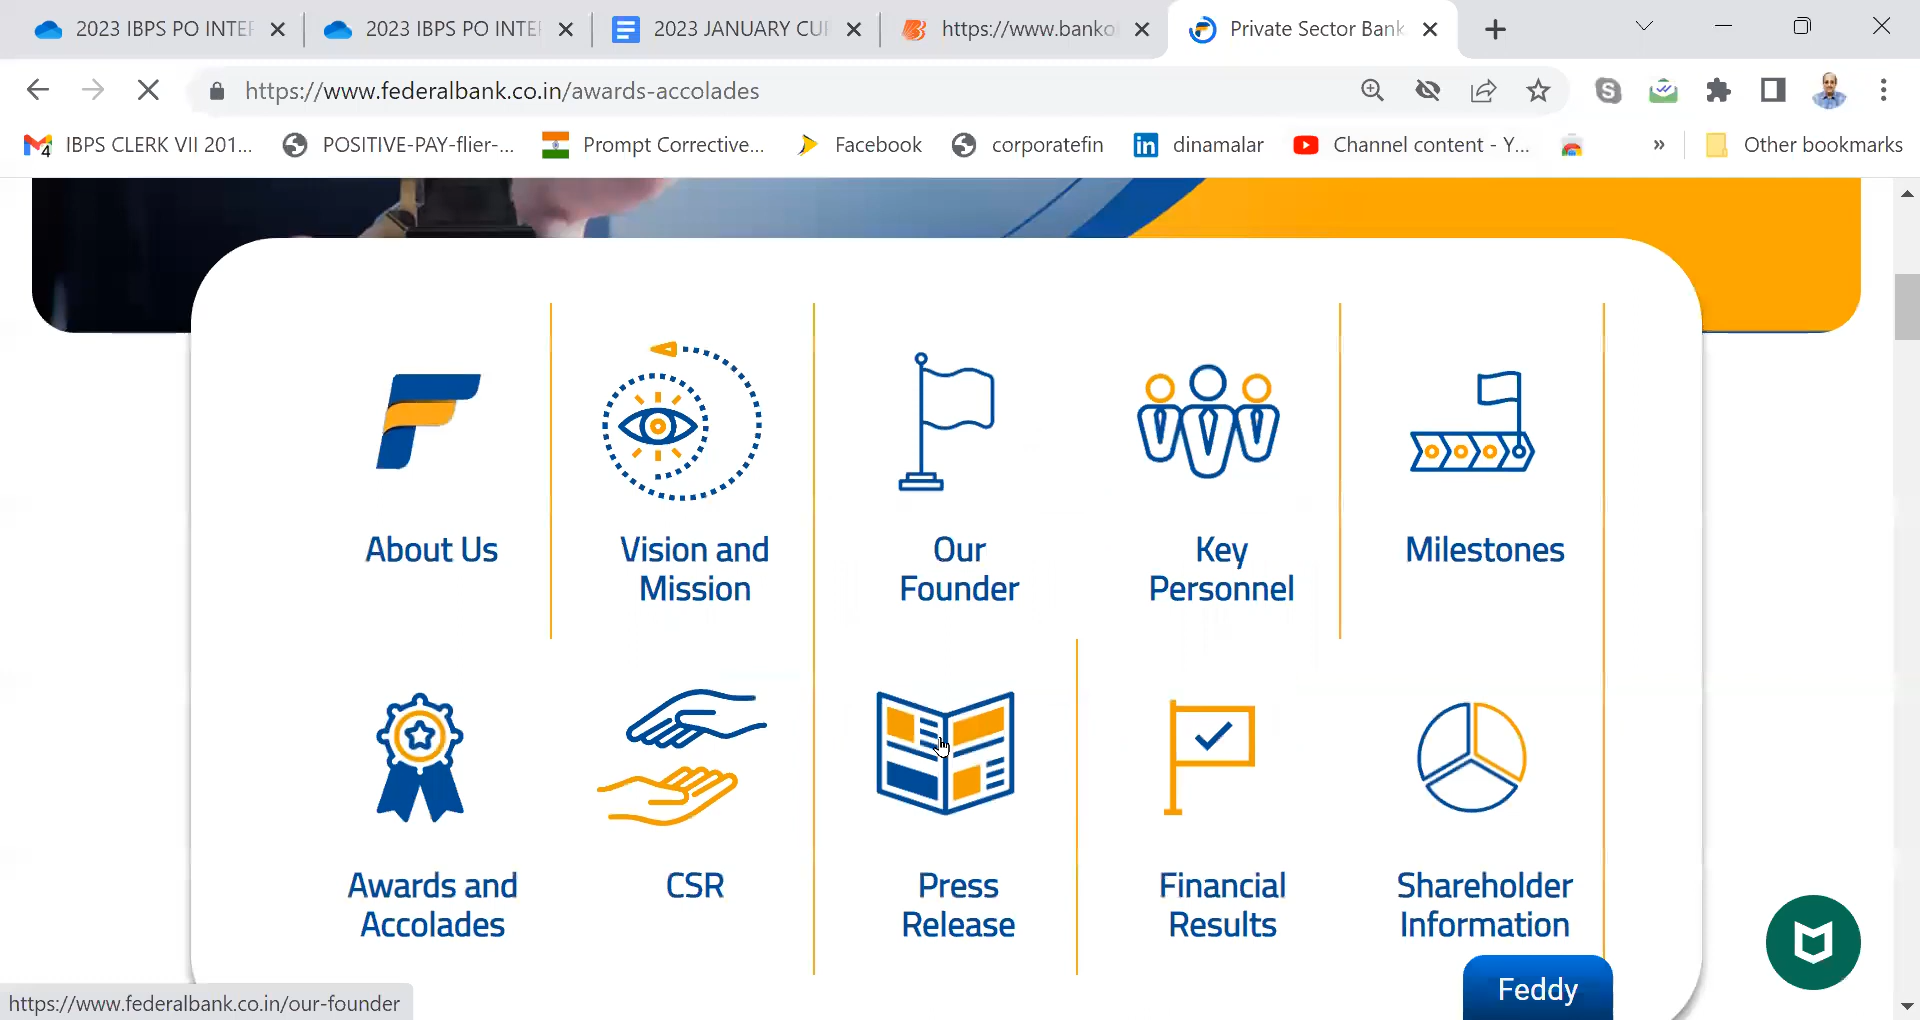 2023 IBPS PO INTE
2023 IBPS PO INTE
2023 JANUARY CUI
https://www.banko
Private Sector Bank
https://www.federalbank.co.in/awards-accolades
IBPS CLERK VII 201...
POSITIVE-PAY-flier-...
Prompt Corrective...
Facebook
corporatefin
dinamalar
Channel content - Y...
»
Other bookmarks
About Us
Vision and
Mission
Our
Founder
Key
Personnel
Milestones
Awards and
Accolades
CSR
Press
Release
Financial
Results
Shareholder
Information
Feddy
https://www.federalbank.co.in/our-founder